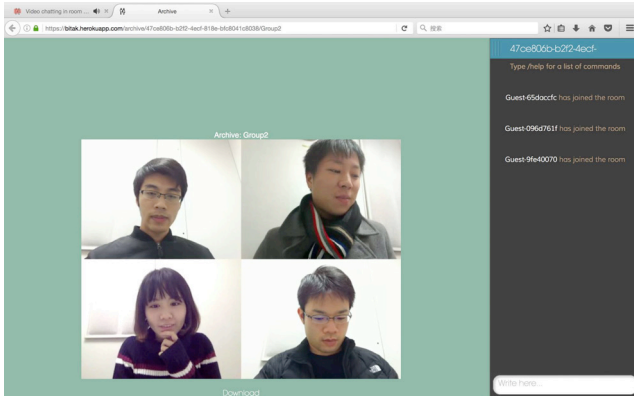 Video chatting in room ...
Archive
https://bitak.herokuapp.com/archive/47ce806b-b2f2-4ecf-818e-bfc8041c8038/Group2
搜索
47ce806b-b2f2-4ecf-
Type /help for a list of commands
Guest-65daccfc has joined the room
Guest-096d761f has joined the room
Guest-9fe40070 has joined the room
Archive: Group2
Download
Write here...